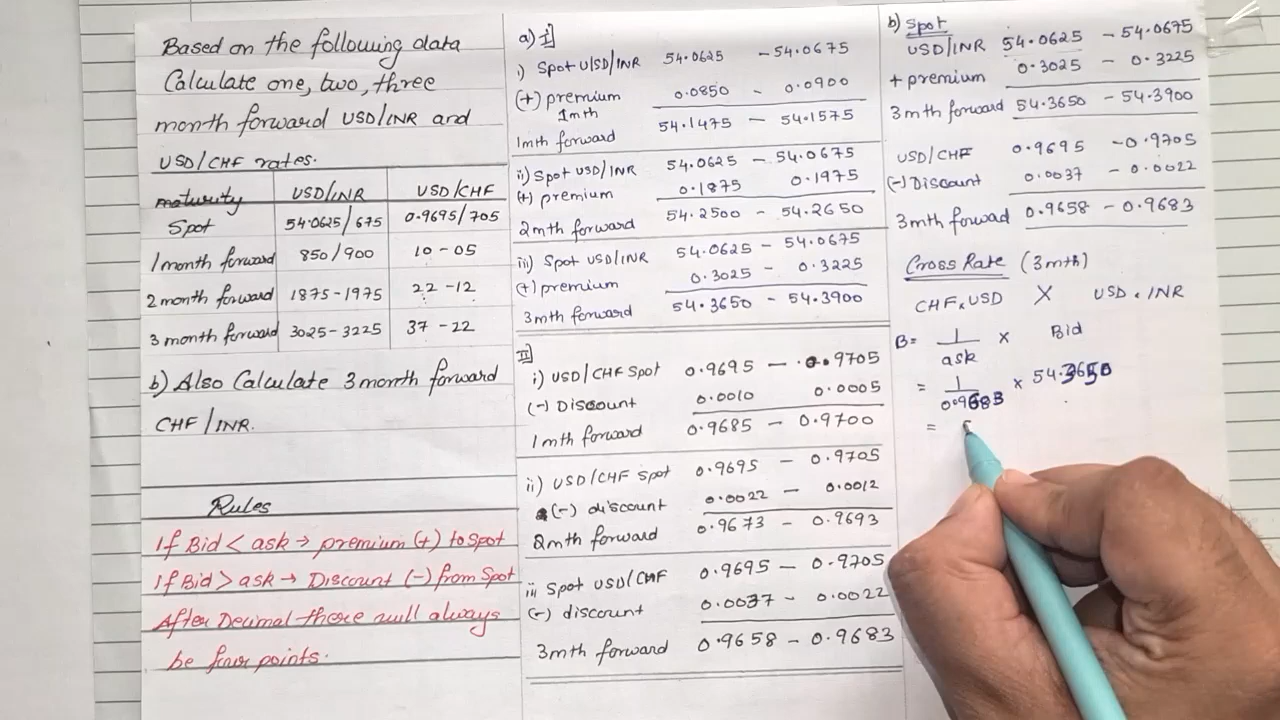 Based on the following data
Calculate one, two, three
month forward USD/INR and
USD/CHF rates.
maturity USD/INR USD/CHF
Spot 54.0625/675 0.9695/705
1 month forward 850/900 10-05
2 month forward 1875-1975 22-12
3 month forward 3025-3225 37-22
b) Also Calculate 3 month forward
CHF/INR.
Rules
If Bid < ask → premium (+) to Spot
If Bid > ask → Discount (-) from Spot
After Decimal there will always
be four points.
a) I]
i) Spot USD/INR 54.0625 - 54.0675
(+) premium 0.0850 - 0.0900
1mth
1mth forward 54.1475 - 54.1575
ii) Spot USD/INR 54.0625 - 54.0675
(+) premium 0.1875 0.1975
2mth forward 54.2500 - 54.2650
iii) Spot USD/INR 54.0625 - 54.0675
(+) premium 0.3025 - 0.3225
3mth forward 54.3650 - 54.3900
II]
i) USD/CHF Spot 0.9695 - 0.9705
(-) Discount 0.0010 0.0005
1mth forward 0.9685 - 0.9700
ii) USD/CHF Spot 0.9695 - 0.9705
(-) discount 0.0022 - 0.0012
2mth forward 0.9673 - 0.9693
iii Spot USD/CHF 0.9695 - 0.9705
(-) discount 0.0037 - 0.0022
3mth forward 0.9658 - 0.9683
b) Spot
USD/INR 54.0625 - 54.0675
+ premium 0.3025 - 0.3225
3mth forward 54.3650 - 54.3900
USD/CHF 0.9695 - 0.9705
(-) Discount 0.0037 - 0.0022
3mth forwad 0.9658 - 0.9683
Cross Rate (3mth)
CHF × USD X USD . INR
B = 1/ask × Bid
= 1/0.9683 × 54.3650
=